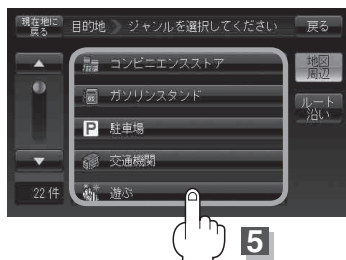 現在地に
戻る
目的地 ジャンルを選択してください
戻る
コンビニエンスストア
ガソリンスタンド
P 駐車場
交通機関
遊ぶ
22件
地図
周辺
ルート
沿い
5